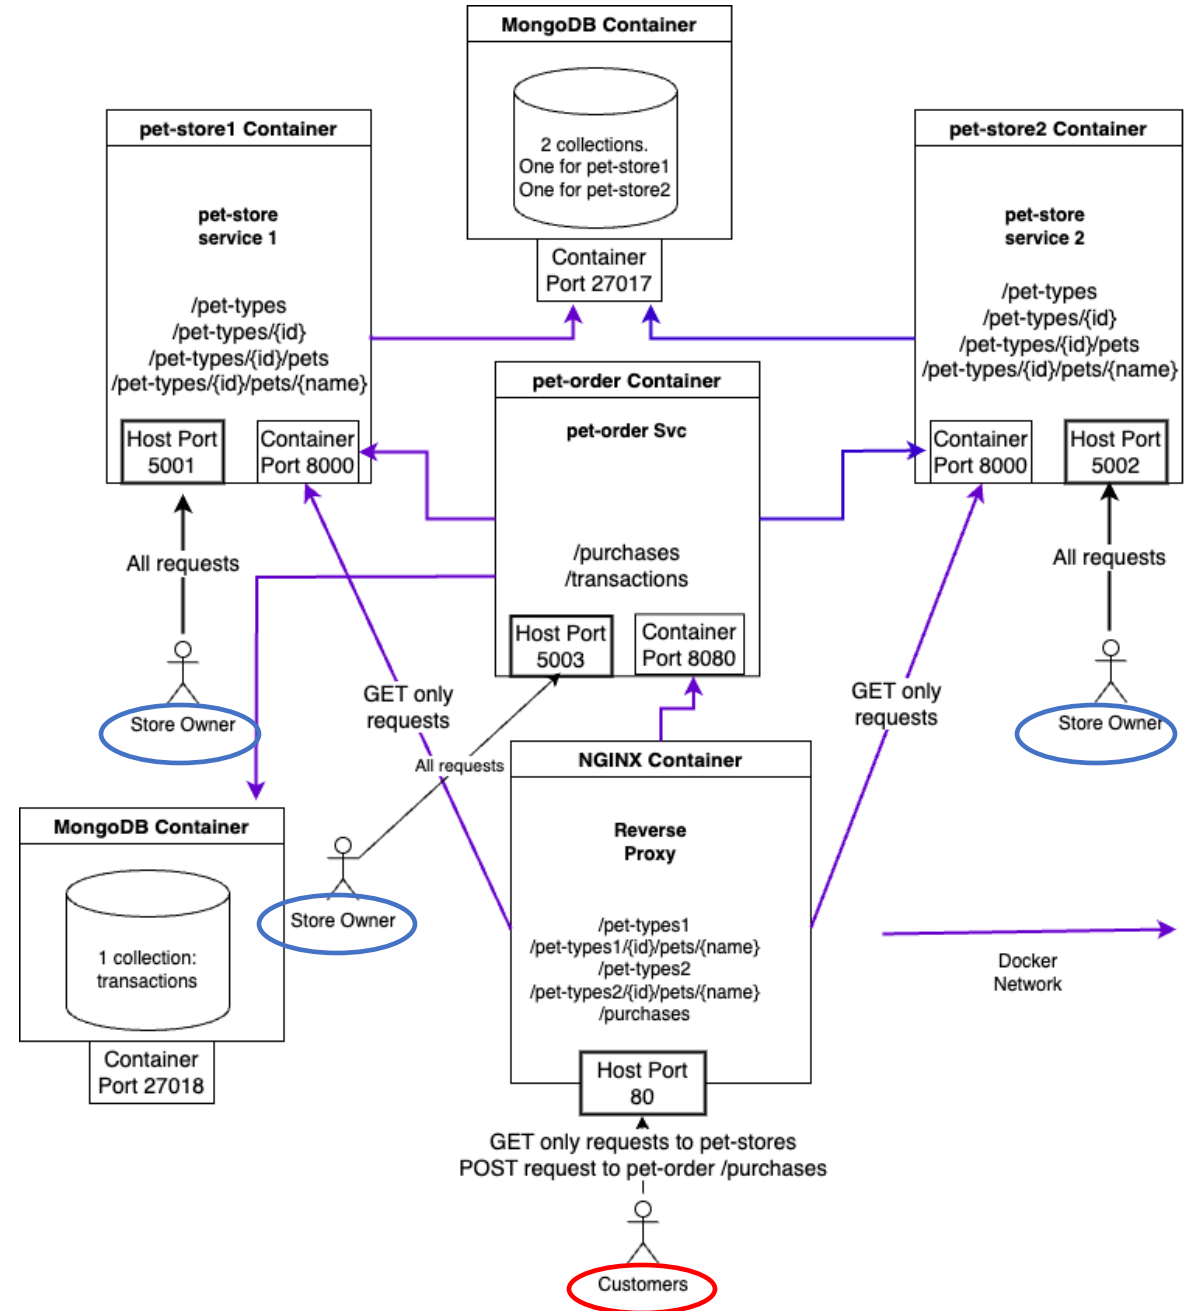 MongoDB Container
2 collections.
One for pet-store1
One for pet-store2
Container
Port 27017
pet-store1 Container
pet-store
service 1
/pet-types
/pet-types/{id}
/pet-types/{id}/pets
/pet-types/{id}/pets/{name}
Host Port
5001
Container
Port 8000
All requests
Store Owner
pet-store2 Container
pet-store
service 2
/pet-types
/pet-types/{id}
/pet-types/{id}/pets
/pet-types/{id}/pets/{name}
Container
Port 8000
Host Port
5002
All requests
Store Owner
pet-order Container
pet-order Svc
/purchases
/transactions
Host Port
5003
Container
Port 8080
GET only
requests
GET only
requests
All requests
Store Owner
MongoDB Container
1 collection:
transactions
Container
Port 27018
NGINX Container
Reverse
Proxy
/pet-types1
/pet-types1/{id}/pets/{name}
/pet-types2
/pet-types2/{id}/pets/{name}
/purchases
Host Port
80
Docker
Network
GET only requests to pet-stores
POST request to pet-order /purchases
Customers